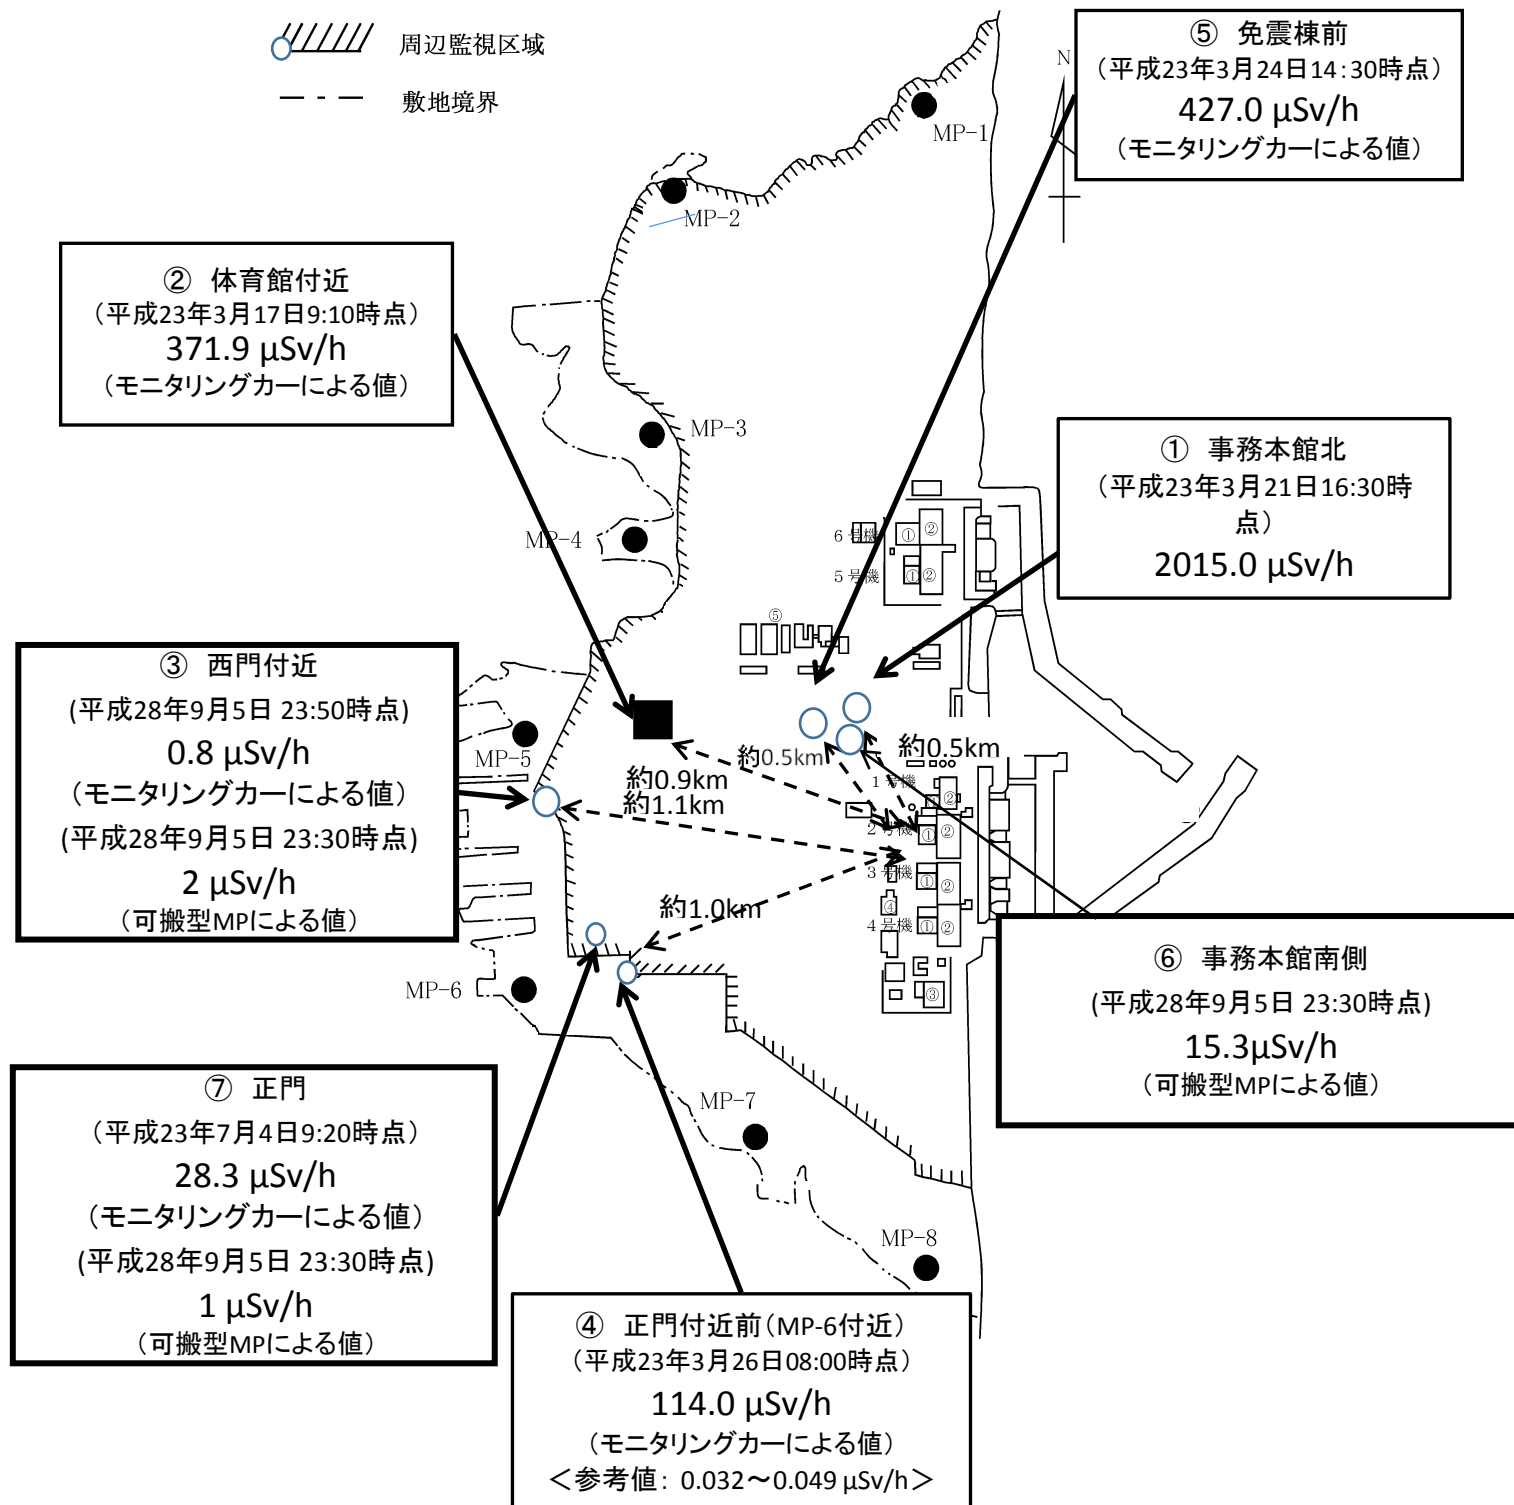 周辺監視区域
敷地境界
N
⑤ 免震棟前
（平成23年3月24日14:30時点）
427.0 μSv/h
（モニタリングカーによる値）
MP-1
MP-2
② 体育館付近
（平成23年3月17日9:10時点）
371.9 μSv/h
（モニタリングカーによる値）
MP-3
① 事務本館北
（平成23年3月21日16:30時
点）
2015.0 μSv/h
MP-4
6号機
①
②
5号機
①
②
⑤
③ 西門付近
(平成28年9月5日 23:50時点)
0.8 μSv/h
（モニタリングカーによる値）
(平成28年9月5日 23:30時点)
2 μSv/h
（可搬型MPによる値）
MP-5
約0.5km
約0.5km
約0.9km
約1.1km
1号機
①
②
2号機
①
②
3号機
①
②
約1.0km
④
4号機
①
②
MP-6
③
⑥ 事務本館南側
(平成28年9月5日 23:30時点)
15.3μSv/h
（可搬型MPによる値）
⑦ 正門
（平成23年7月4日9:20時点）
28.3 μSv/h
（モニタリングカーによる値）
(平成28年9月5日 23:30時点)
1 μSv/h
（可搬型MPによる値）
MP-7
MP-8
④ 正門付近前（MP-6付近）
（平成23年3月26日08:00時点）
114.0 μSv/h
（モニタリングカーによる値）
＜参考値： 0.032～0.049 μSv/h＞